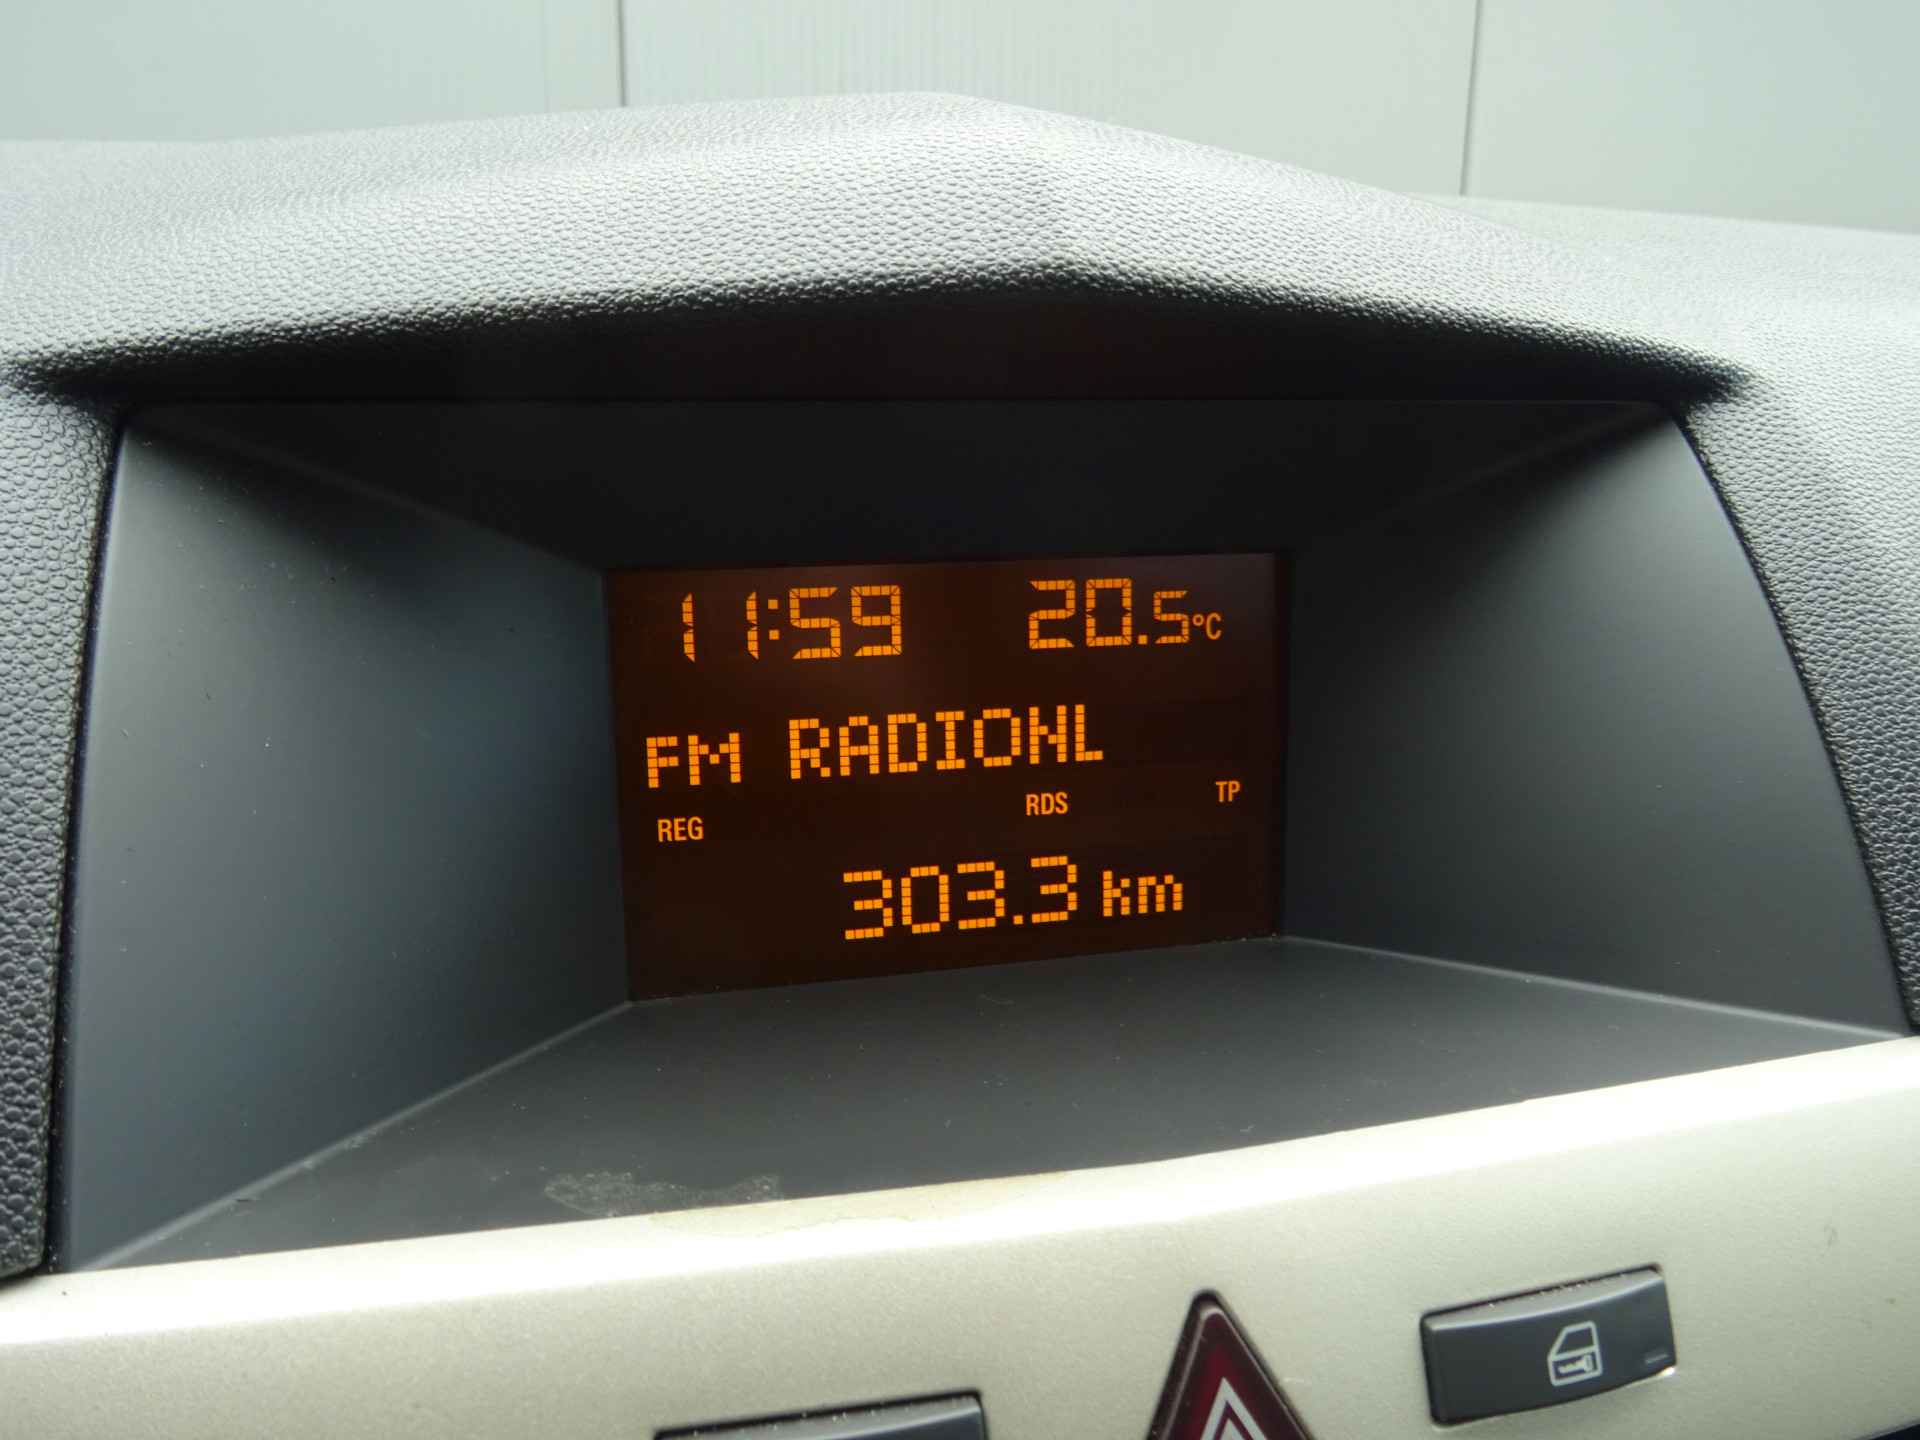 11:59 20.5°C
FM RADIONL
REG RDS TP
303.3 km